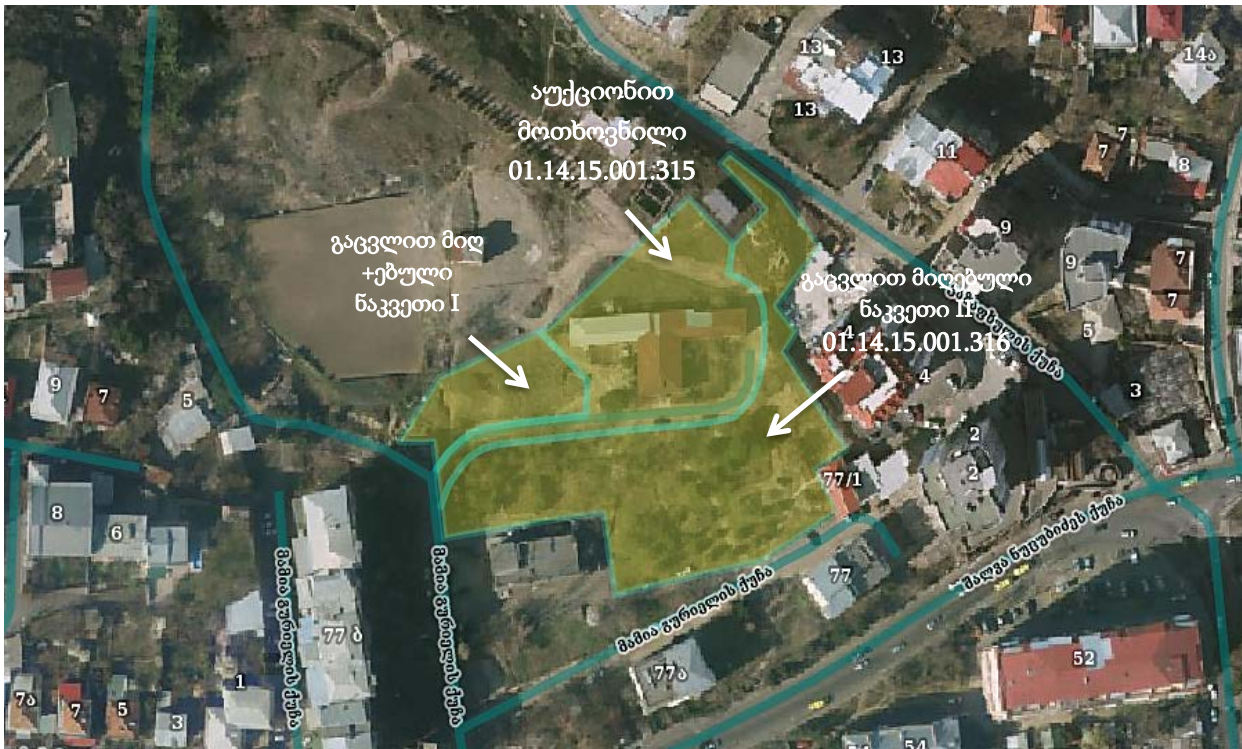 აუქციონით
მოთხოვნილი
01.14.15.001.315
გაცვლით მიღ
+ებული
ნაკვეთი I
გაცვლით მიღებული
ნაკვეთი II
01.14.15.001.316
13
13
13
14ა
11
7
7
8
9
9
7
7
5
4
4
3
2
2
77/1
77
77ა
52
54
9
7
5
8
6
1
77 ბ
7ა
7
5
3
მამია გურიელის ქუჩა
მამია გურიელის ქუჩა
მამია გურიელის ქუჩა
შალვა ნუცუბიძეს ქუჩა